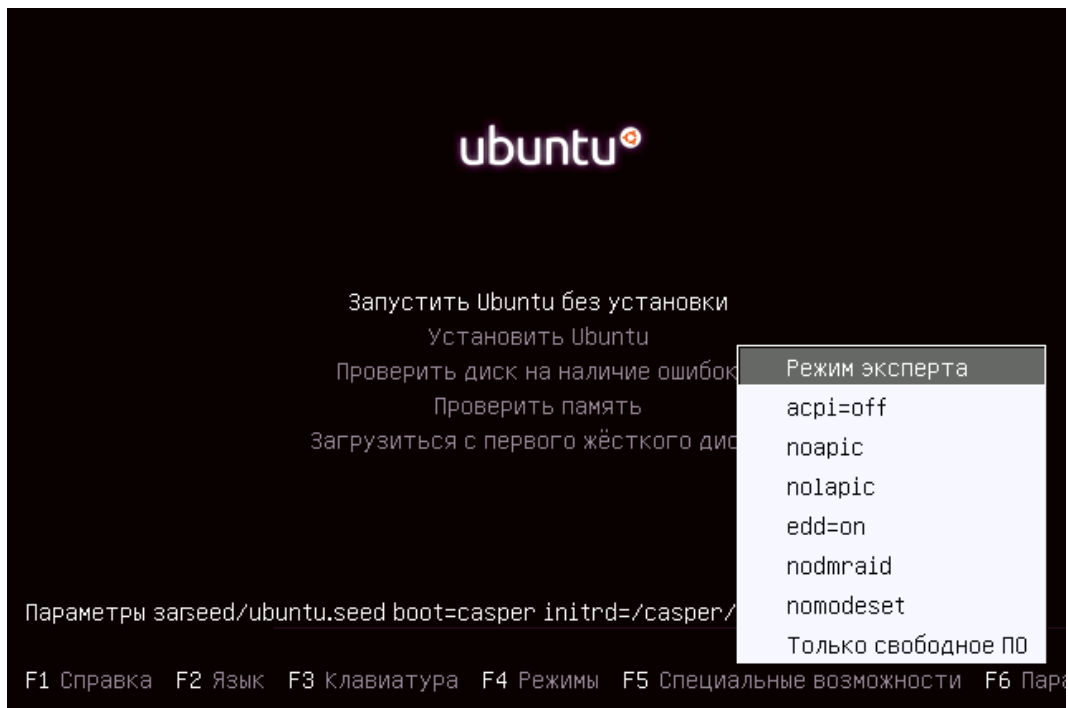 ubuntu
Запустить Ubuntu без установки
Установить Ubuntu
Проверить диск на наличие ошибок
Проверить память
Загрузиться с первого жёсткого дис
Режим эксперта
acpi=off
noapic
nolapic
edd=on
nodmraid
nomodeset
Только свободное ПО
Параметры заг seed/ubuntu.seed boot=casper initrd=/casper/
F1 Справка F2 Язык F3 Клавиатура F4 Режимы F5 Специальные возможности F6 Пара